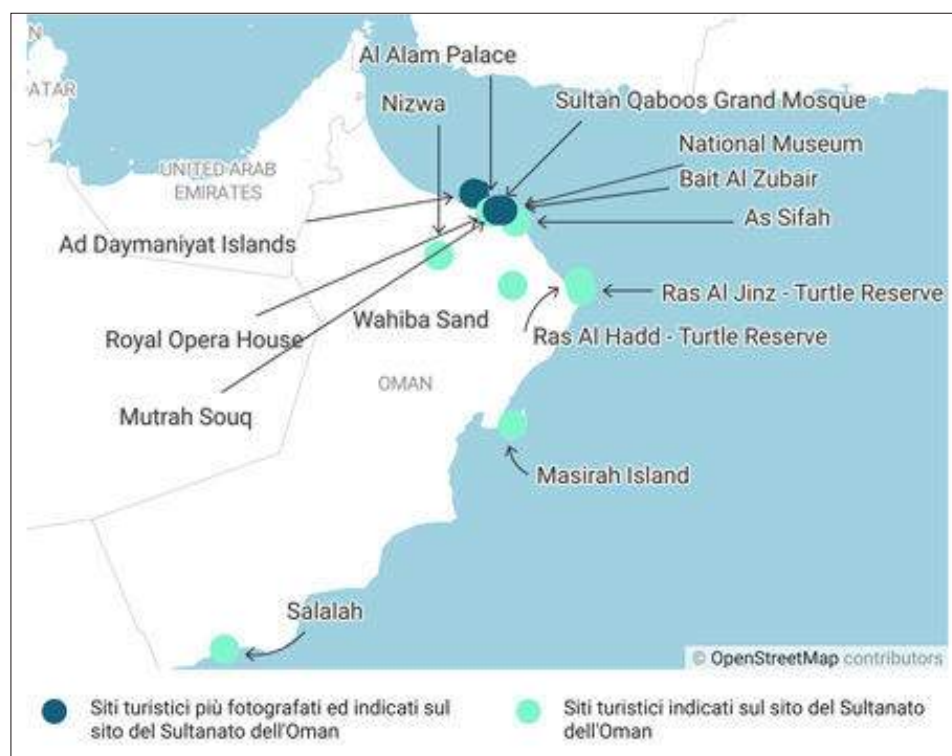 Al Alam Palace
N
ATAR
Nizwa
Sultan Qaboos Grand Mosque
National Museum
UNITED ARAB
EMIRATES
Bait Al Zubair
As Sifah
Ad Daymaniyat Islands
Ras Al Jinz - Turtle Reserve
Wahiba Sand
Royal Opera House
Ras Al Hadd - Turtle Reserve
OMAN
Mutrah Souq
Masirah Island
Salalah
© OpenStreetMap contributors
Siti turistici più fotografati ed indicati sul
sito del Sultanato dell'Oman
Siti turistici indicati sul sito del Sultanato
dell'Oman